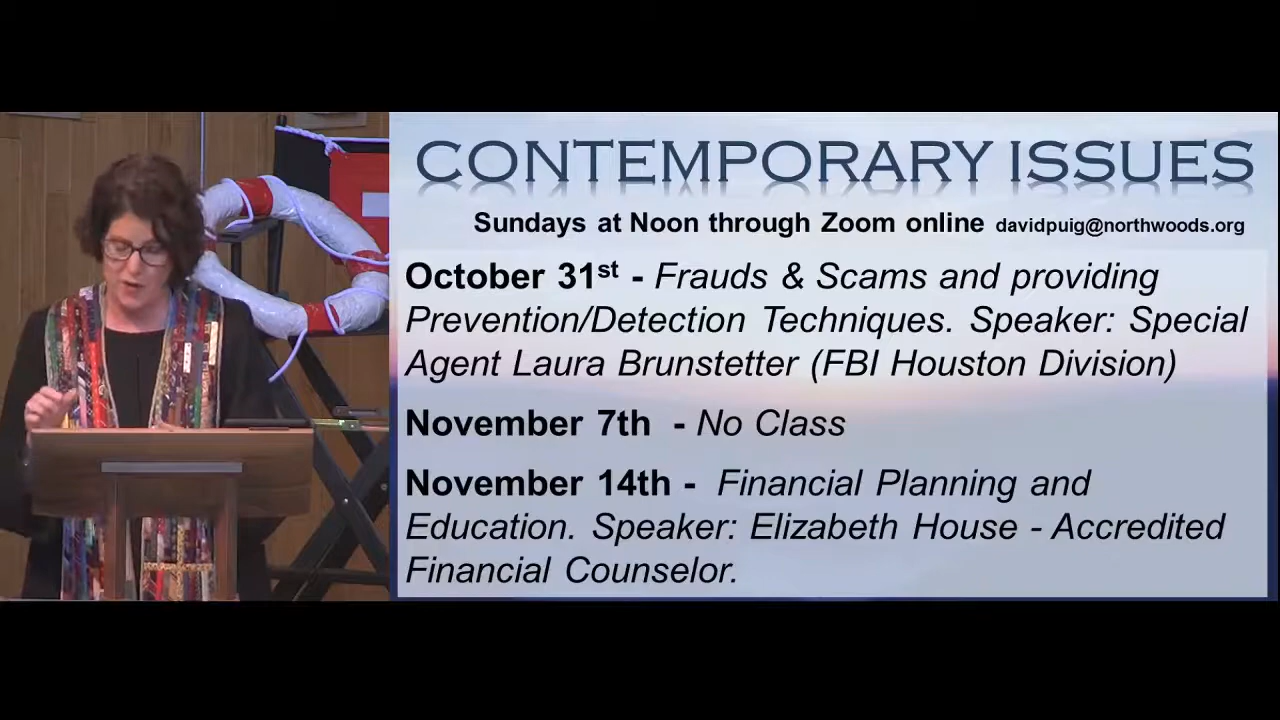 CONTEMPORARY ISSUES
Sundays at Noon through Zoom online davidpuig@northwoods.org
October 31st - Frauds & Scams and providing
Prevention/Detection Techniques. Speaker: Special
Agent Laura Brunstetter (FBI Houston Division)
November 7th - No Class
November 14th - Financial Planning and
Education. Speaker: Elizabeth House - Accredited
Financial Counselor.